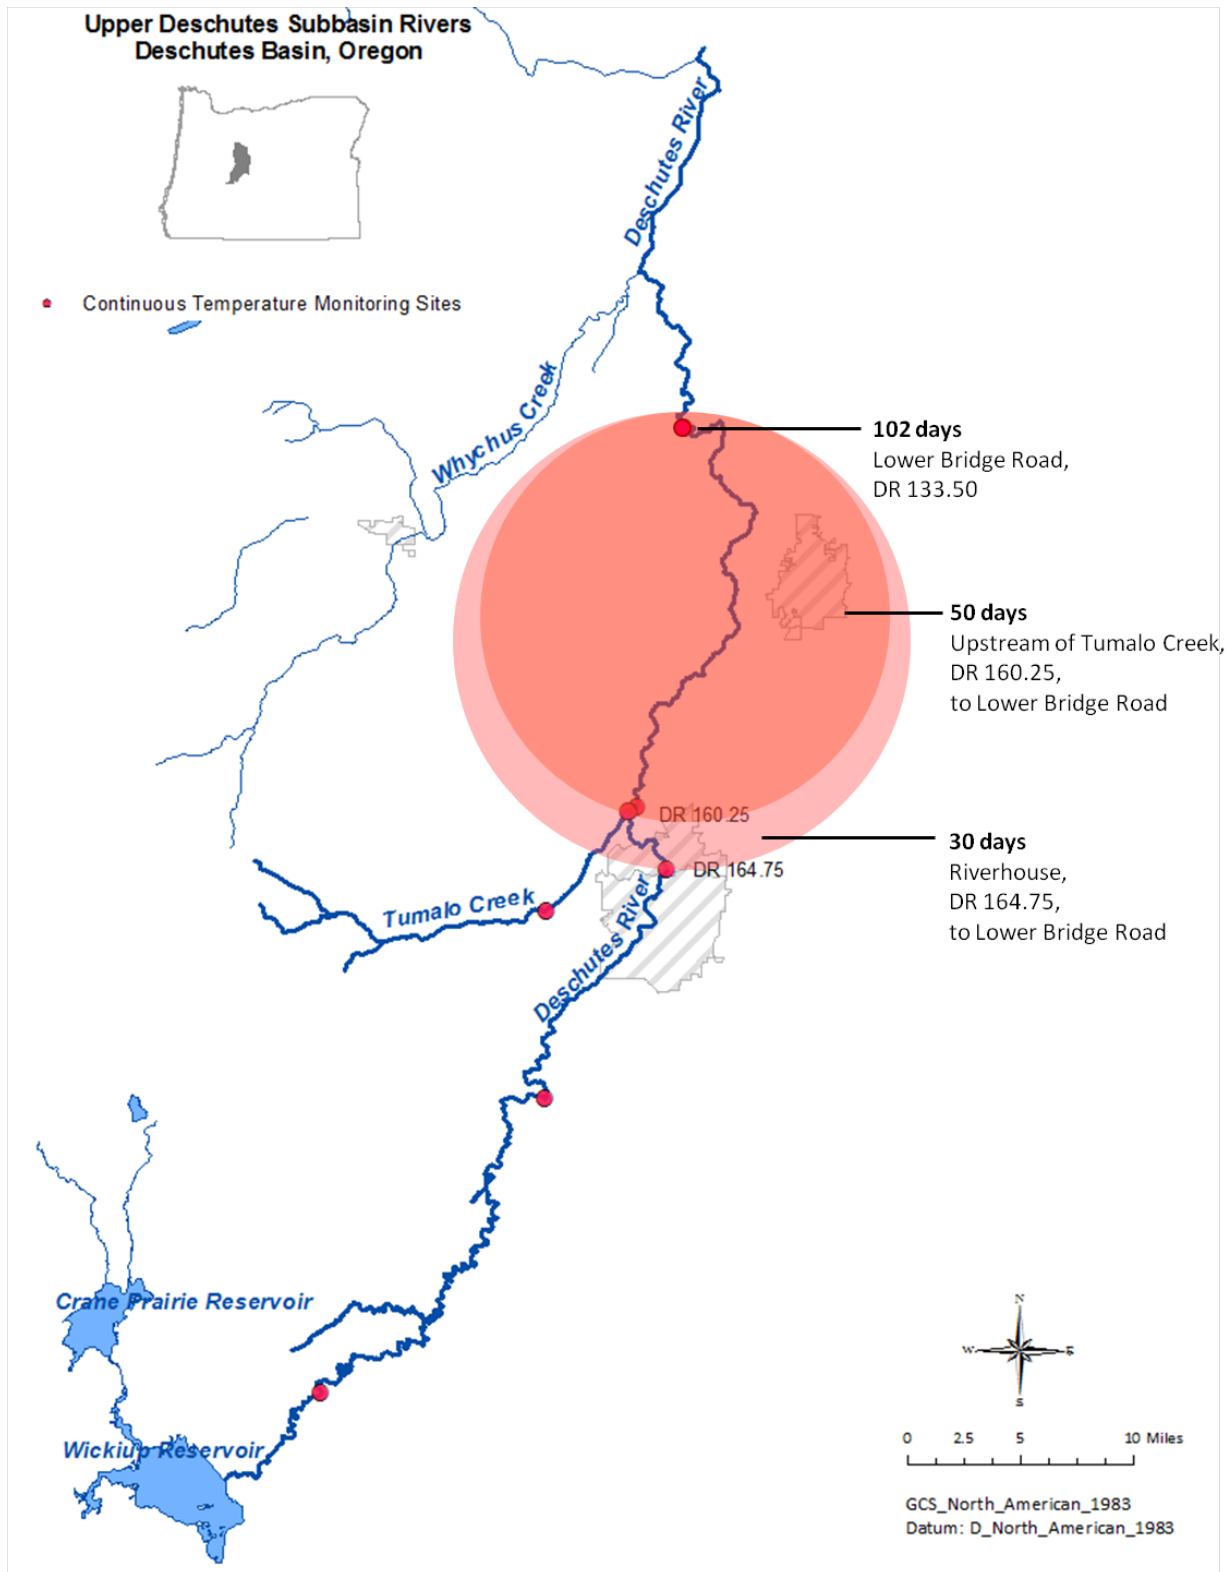 Upper Deschutes Subbasin Rivers
Deschutes Basin, Oregon
Continuous Temperature Monitoring Sites
Deschutes River
Whychus Creek
102 days
Lower Bridge Road,
DR 133.50
50 days
Upstream of Tumalo Creek,
DR 160.25,
to Lower Bridge Road
DR 160.25
30 days
Riverhouse,
DR 164.75,
to Lower Bridge Road
DR 164.75
Tumalo Creek
Deschutes River
Crane Prairie Reservoir
Wickiup Reservoir
N
W
E
S
0 2.5 5 10 Miles
GCS_North_American_1983
Datum: D_North_American_1983